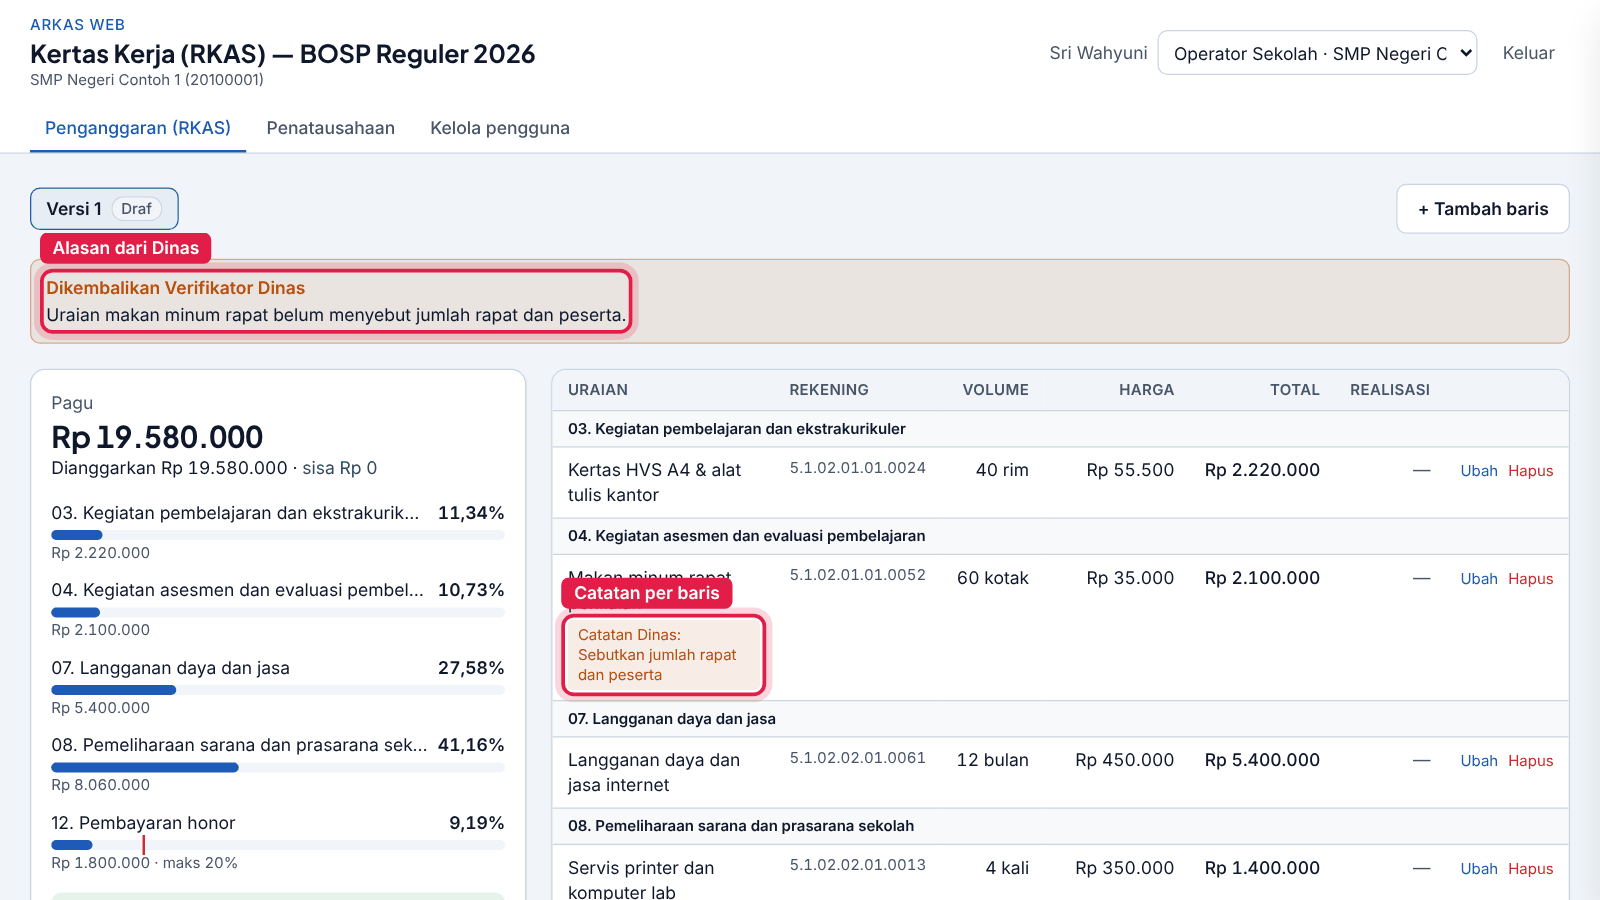 ARKAS WEB
Kertas Kerja (RKAS) — BOSP Reguler 2026
SMP Negeri Contoh 1 (20100001)
Sri Wahyuni
Operator Sekolah · SMP Negeri C
Keluar
Penganggaran (RKAS)
Penatausahaan
Kelola pengguna
Versi 1 Draf
+ Tambah baris
Alasan dari Dinas
Dikembalikan Verifikator Dinas
Uraian makan minum rapat belum menyebut jumlah rapat dan peserta.
Pagu
Rp 19.580.000
Dianggarkan Rp 19.580.000 · sisa Rp 0
03. Kegiatan pembelajaran dan ekstrakurik... 11,34%
Rp 2.220.000
04. Kegiatan asesmen dan evaluasi pembel... 10,73%
Rp 2.100.000
07. Langganan daya dan jasa 27,58%
Rp 5.400.000
08. Pemeliharaan sarana dan prasarana sek... 41,16%
Rp 8.060.000
12. Pembayaran honor 9,19%
Rp 1.800.000 · maks 20%
URAIAN REKENING VOLUME HARGA TOTAL REALISASI
03. Kegiatan pembelajaran dan ekstrakurikuler
Kertas HVS A4 & alat 5.1.02.01.01.0024 40 rim Rp 55.500 Rp 2.220.000 — Ubah Hapus
tulis kantor
04. Kegiatan asesmen dan evaluasi pembelajaran
Makan minum rapat 5.1.02.01.01.0052 60 kotak Rp 35.000 Rp 2.100.000 — Ubah Hapus
Catatan per baris
Catatan Dinas:
Sebutkan jumlah rapat
dan peserta
07. Langganan daya dan jasa
Langganan daya dan 5.1.02.02.01.0061 12 bulan Rp 450.000 Rp 5.400.000 — Ubah Hapus
jasa internet
08. Pemeliharaan sarana dan prasarana sekolah
Servis printer dan 5.1.02.02.01.0013 4 kali Rp 350.000 Rp 1.400.000 — Ubah Hapus
komputer lab